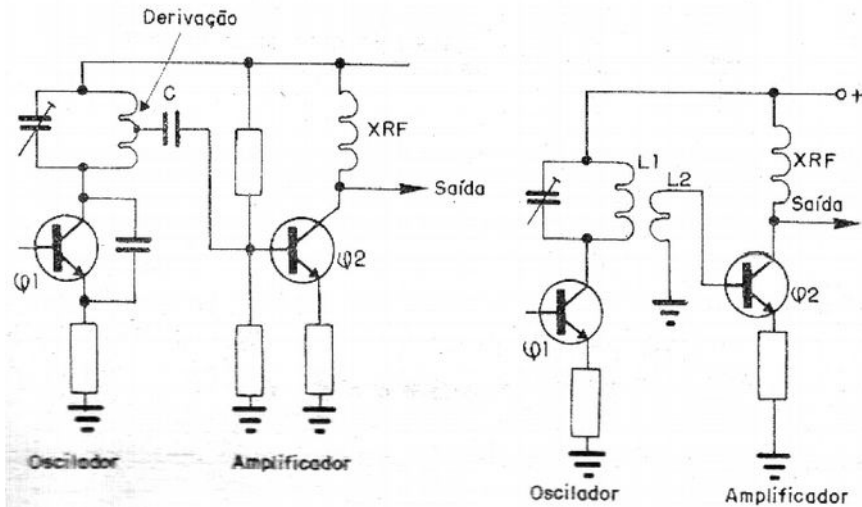 Derivação
C
XRF
Saída
φ1
φ2
Oscilador
Amplificador
+
L1
L2
XRF
Saída
φ1
φ2
Oscilador
Amplificador